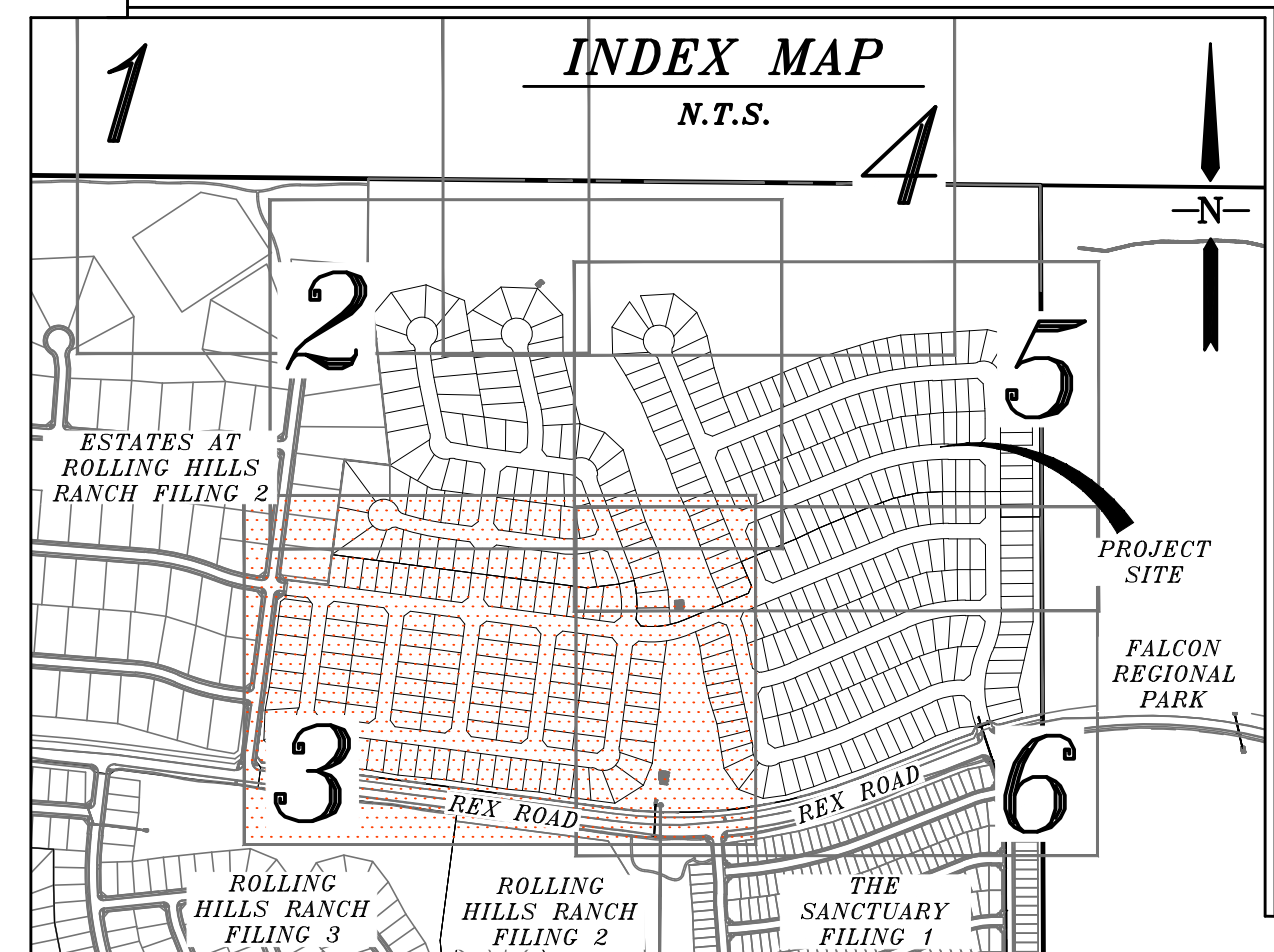 INDEX MAP
N.T.S.
1
4
N
2
5
ESTATES AT
ROLLING HILLS
RANCH FILING 2
PROJECT
SITE
FALCON
REGIONAL
PARK
3
6
REX ROAD
REX ROAD
ROLLING
HILLS RANCH
FILING 3
ROLLING
HILLS RANCH
FILING 2
THE
SANCTUARY
FILING 1